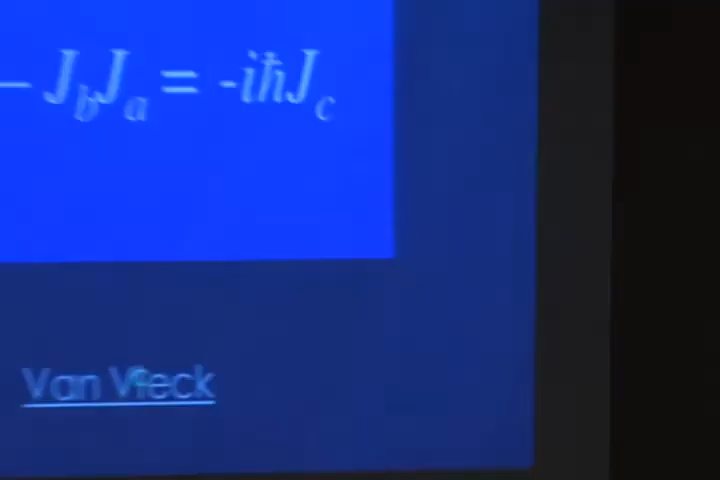 – J_bJ_a = -iħJ_c
Van Vleck